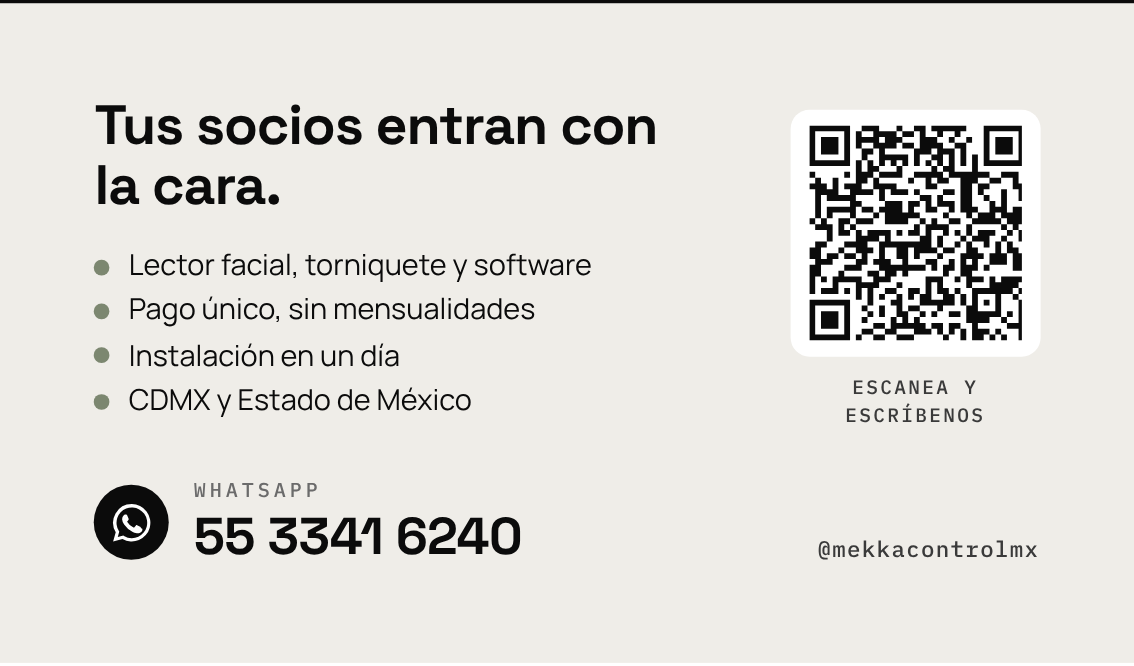 Tus socios entran con
la cara.
Lector facial, torniquete y software
Pago único, sin mensualidades
Instalación en un día
CDMX y Estado de México
ESCANEA Y
ESCRÍBENOS
WHATSAPP
55 3341 6240
@mekkacontrolmx